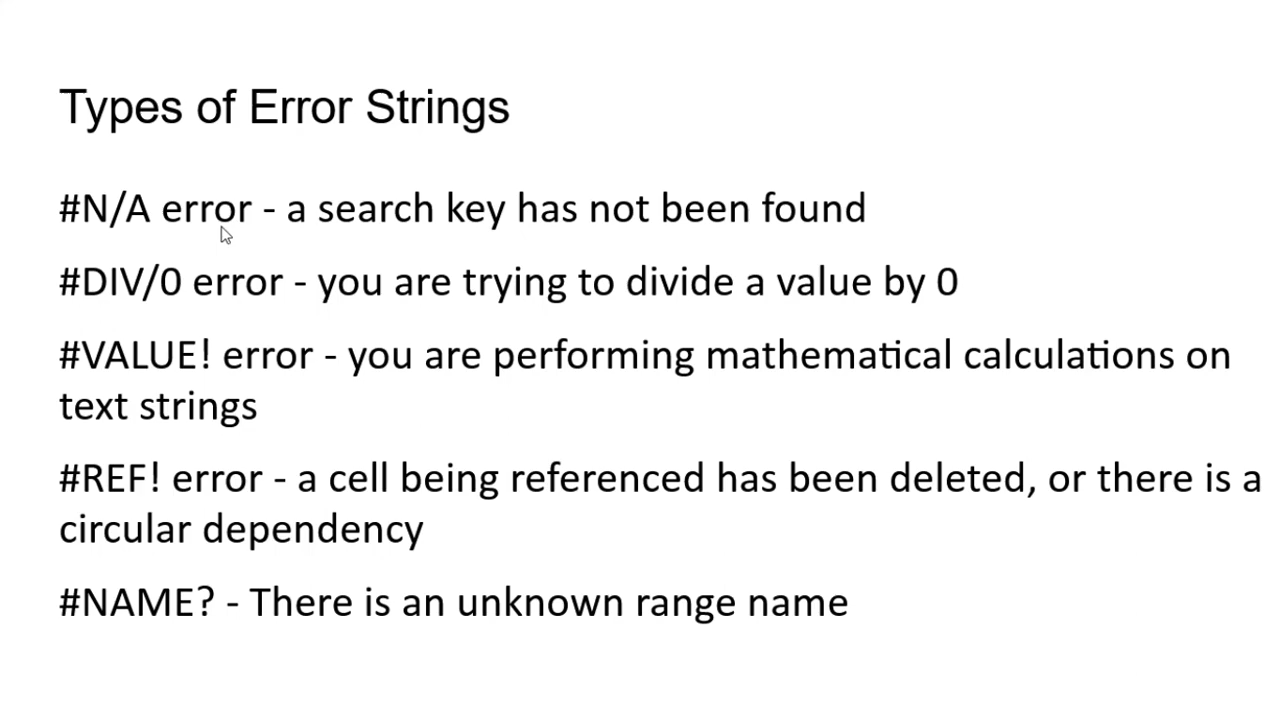 Types of Error Strings
#N/A error - a search key has not been found
#DIV/0 error - you are trying to divide a value by 0
#VALUE! error - you are performing mathematical calculations on
text strings
#REF! error - a cell being referenced has been deleted, or there is a
circular dependency
#NAME? - There is an unknown range name